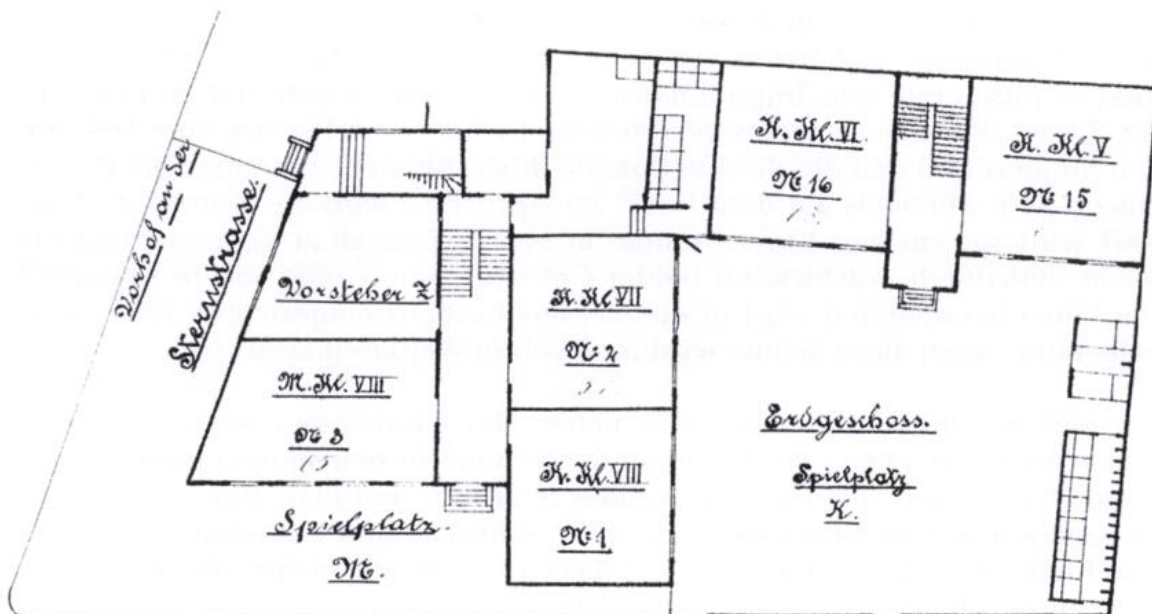 Vorhof an der
Sternstrasse.
Vorsteher Z
M. Kl. VIII
No 3
Spielplatz.
M.
K. Kl. VII
No 2
K. Kl. VIII
No 1
K. Kl. VI
No 16
K. Kl. V
No 15
Erdgeschoss.
Spielplatz
K.